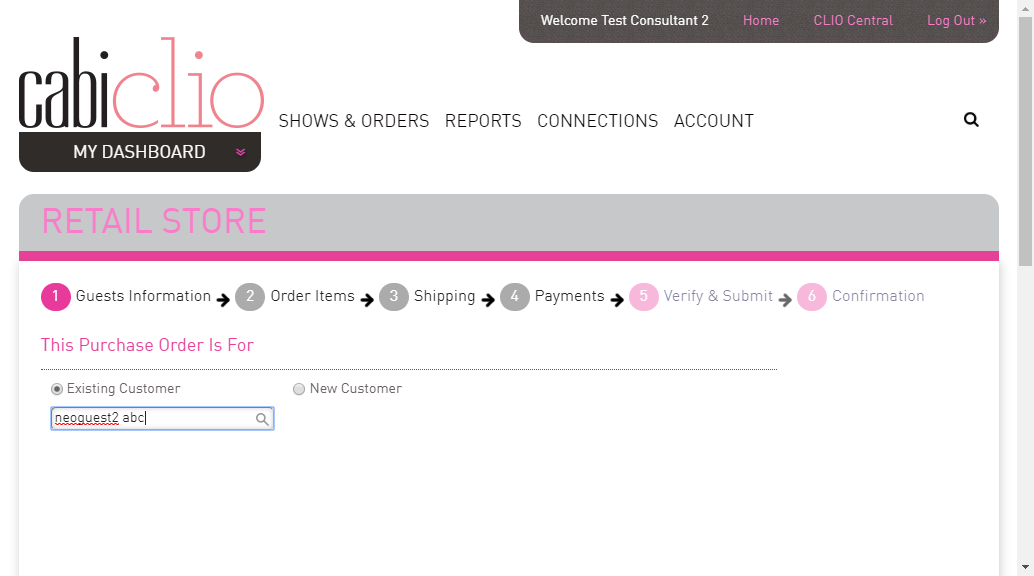 Welcome Test Consultant 2 Home CLIO Central Log Out »
cabiclio
SHOWS & ORDERS REPORTS CONNECTIONS ACCOUNT
MY DASHBOARD
RETAIL STORE
1 Guests Information 2 Order Items 3 Shipping 4 Payments 5 Verify & Submit 6 Confirmation
This Purchase Order Is For
Existing Customer New Customer
neoguest2 abc